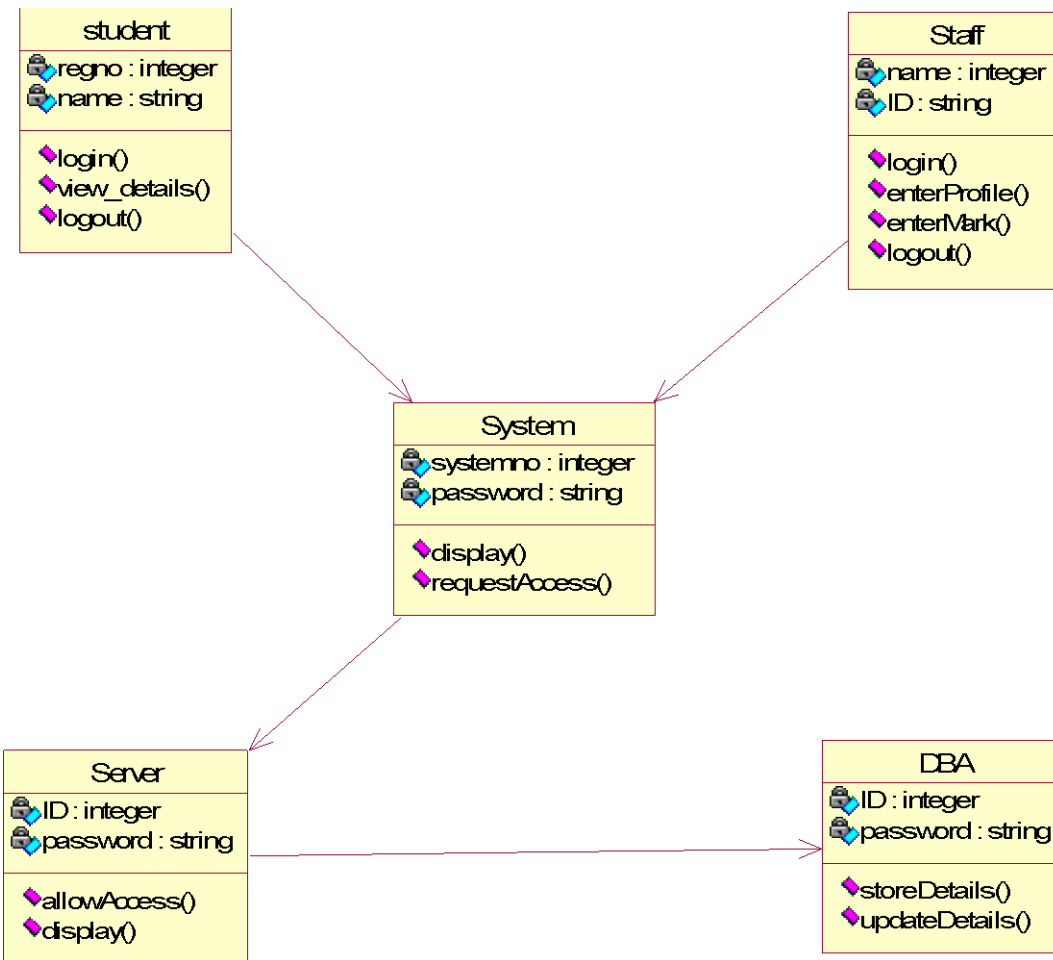 student
regno : integer
name : string
login()
view_details()
logout()
Staff
name : integer
ID : string
login()
enterProfile()
enterMark()
logout()
System
systemno : integer
password : string
display()
requestAccess()
Server
ID : integer
password : string
allowAccess()
display()
DBA
ID : integer
password : string
storeDetails()
updateDetails()